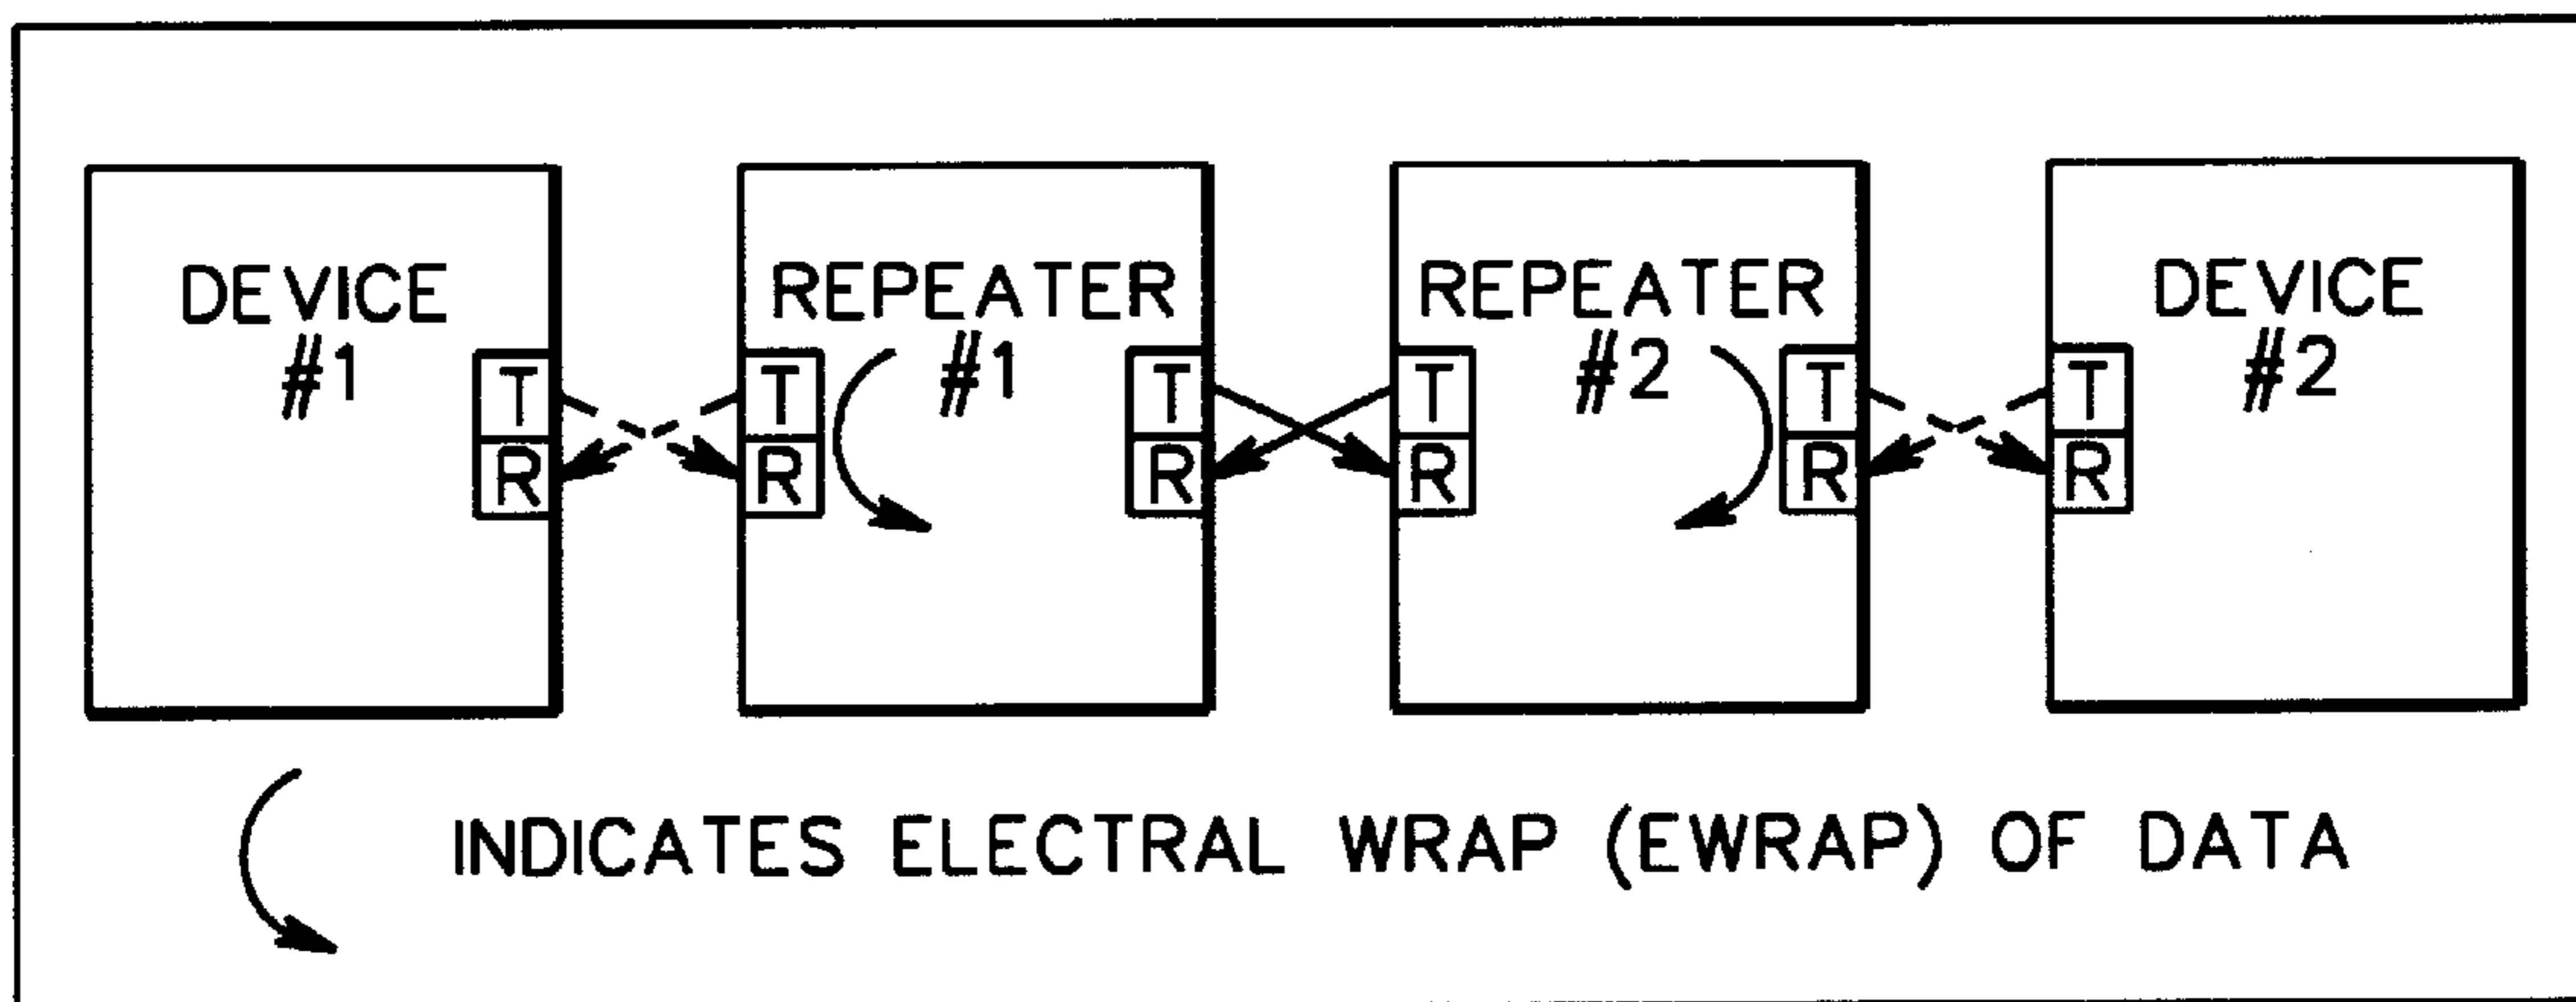 DEVICE
#1
REPEATER
#1
REPEATER
#2
DEVICE
#2
T
R
T
R
T
R
T
R
T
R
T
R
INDICATES ELECTRAL WRAP (EWRAP) OF DATA